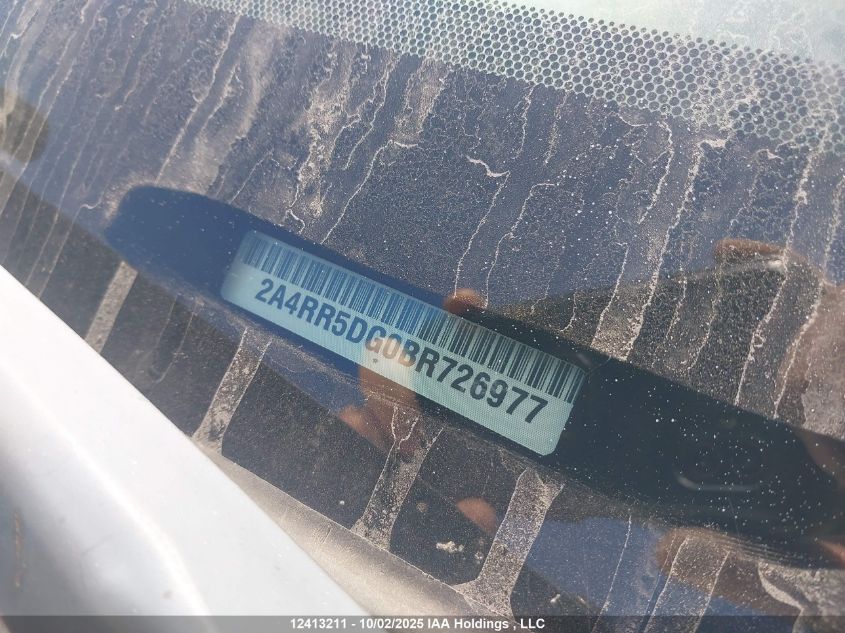 2A4RR5DG0BR726977
12413211 - 10/02/2025 IAA Holdings , LLC